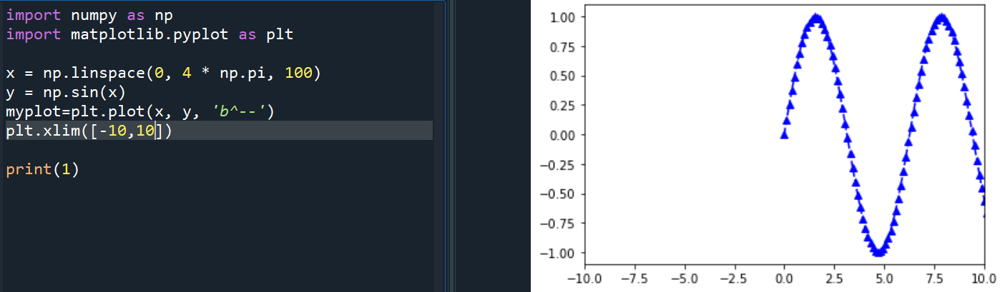 import numpy as np
import matplotlib.pyplot as plt
x = np.linspace(0, 4 * np.pi, 100)
y = np.sin(x)
myplot=plt.plot(x, y, 'b^--')
plt.xlim([-10,10])
print(1)
1.00
0.75
0.50
0.25
0.00
−0.25
−0.50
−0.75
−1.00
−10.0 −7.5 −5.0 −2.5 0.0 2.5 5.0 7.5 10.0